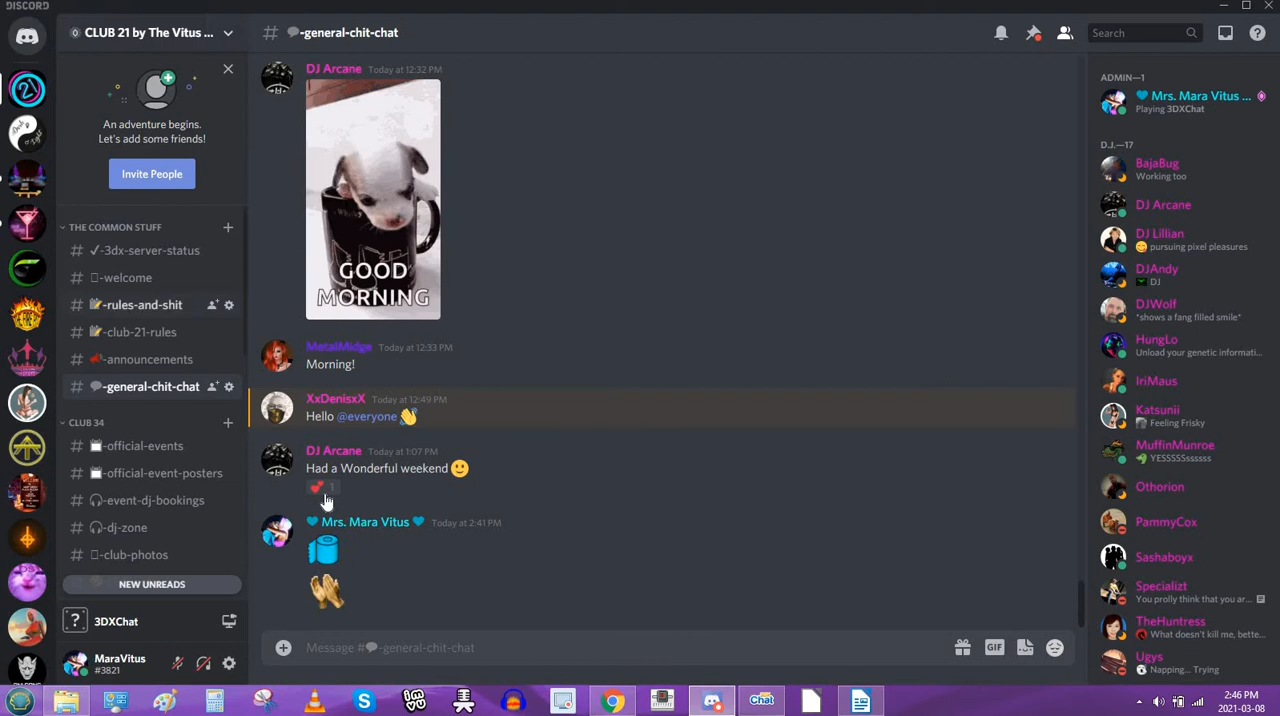 DISCORD
CLUB 21 by The Vitus ...
-general-chit-chat
Search
An adventure begins.
Let's add some friends!
Invite People
THE COMMON STUFF
-3dx-server-status
-welcome
-rules-and-shit
-club-21-rules
-announcements
-general-chit-chat
CLUB 34
-official-events
-official-event-posters
-event-dj-bookings
-dj-zone
-club-photos
NEW UNREADS
3DXChat
MaraVitus
#3821
DJ Arcane Today at 12:32 PM
GOOD
MORNING
MetalMidge Today at 12:33 PM
Morning!
XxDenisxX Today at 12:49 PM
Hello @everyone 👋
DJ Arcane Today at 1:07 PM
Had a Wonderful weekend 🙂
💕 1
Mrs. Mara Vitus Today at 2:41 PM
Message #💬-general-chit-chat
GIF
ADMIN—1
Mrs. Mara Vitus ...
Playing 3DXChat
D.J.—17
BajaBug
Working too
DJ Arcane
DJ Lillian
😋 pursuing pixel pleasures
DJAndy
DJ
DJWolf
*shows a fang filled smile*
HungLo
Unload your genetic informati...
IriMaus
Katsunii
Feeling Frisky
MuffinMunroe
YESSSSSssssss
Othorion
PammyCox
Sashaboyx
Specializt
You prolly think that you ar...
TheHuntress
What doesn't kill me, bette...
Ugys
Napping... Trying
imvu
Chat
2:46 PM
2021-03-08